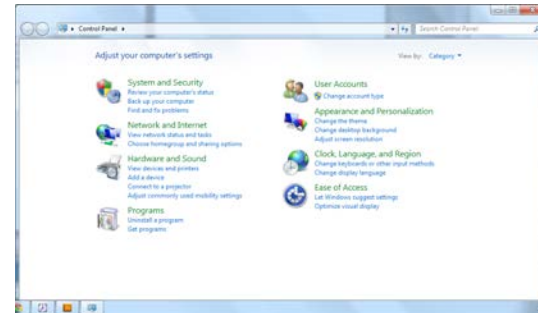 Control Panel
Search Control Panel
Adjust your computer's settings
View by: Category
System and Security
Review your computer's status
Back up your computer
Find and fix problems
Network and Internet
View network status and tasks
Choose homegroup and sharing options
Hardware and Sound
View devices and printers
Add a device
Connect to a projector
Adjust commonly used mobility settings
Programs
Uninstall a program
Get programs
User Accounts
Change account type
Appearance and Personalization
Change the theme
Change desktop background
Adjust screen resolution
Clock, Language, and Region
Change keyboards or other input methods
Change display language
Ease of Access
Let Windows suggest settings
Optimize visual display